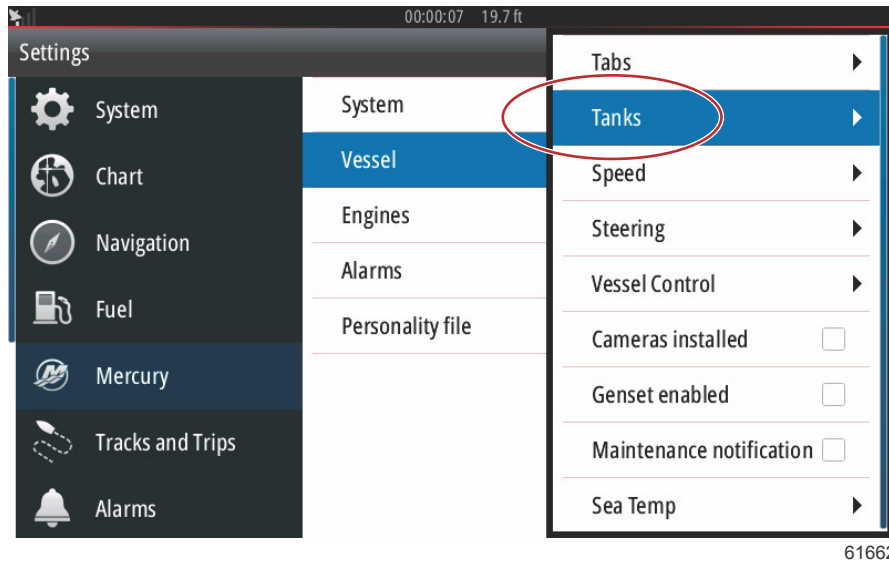 00:00:07 19.7 ft
Settings
System
Chart
Navigation
Fuel
Mercury
Tracks and Trips
Alarms
System
Vessel
Engines
Alarms
Personality file
Tabs
Tanks
Speed
Steering
Vessel Control
Cameras installed
Genset enabled
Maintenance notification
Sea Temp
61662